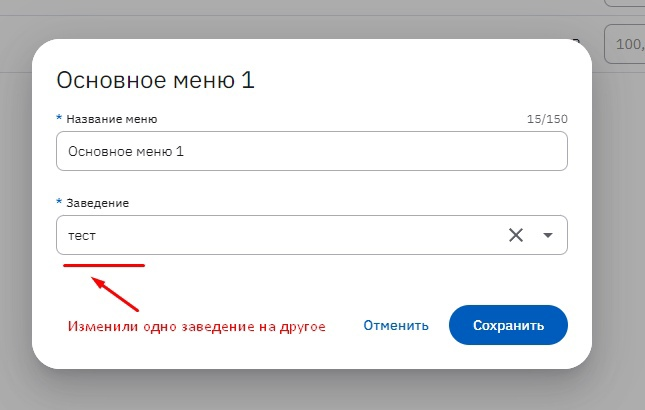 100,
Основное меню 1
* Название меню
15/150
Основное меню 1
* Заведение
тест
Изменили одно заведение на другое
Отменить
Сохранить